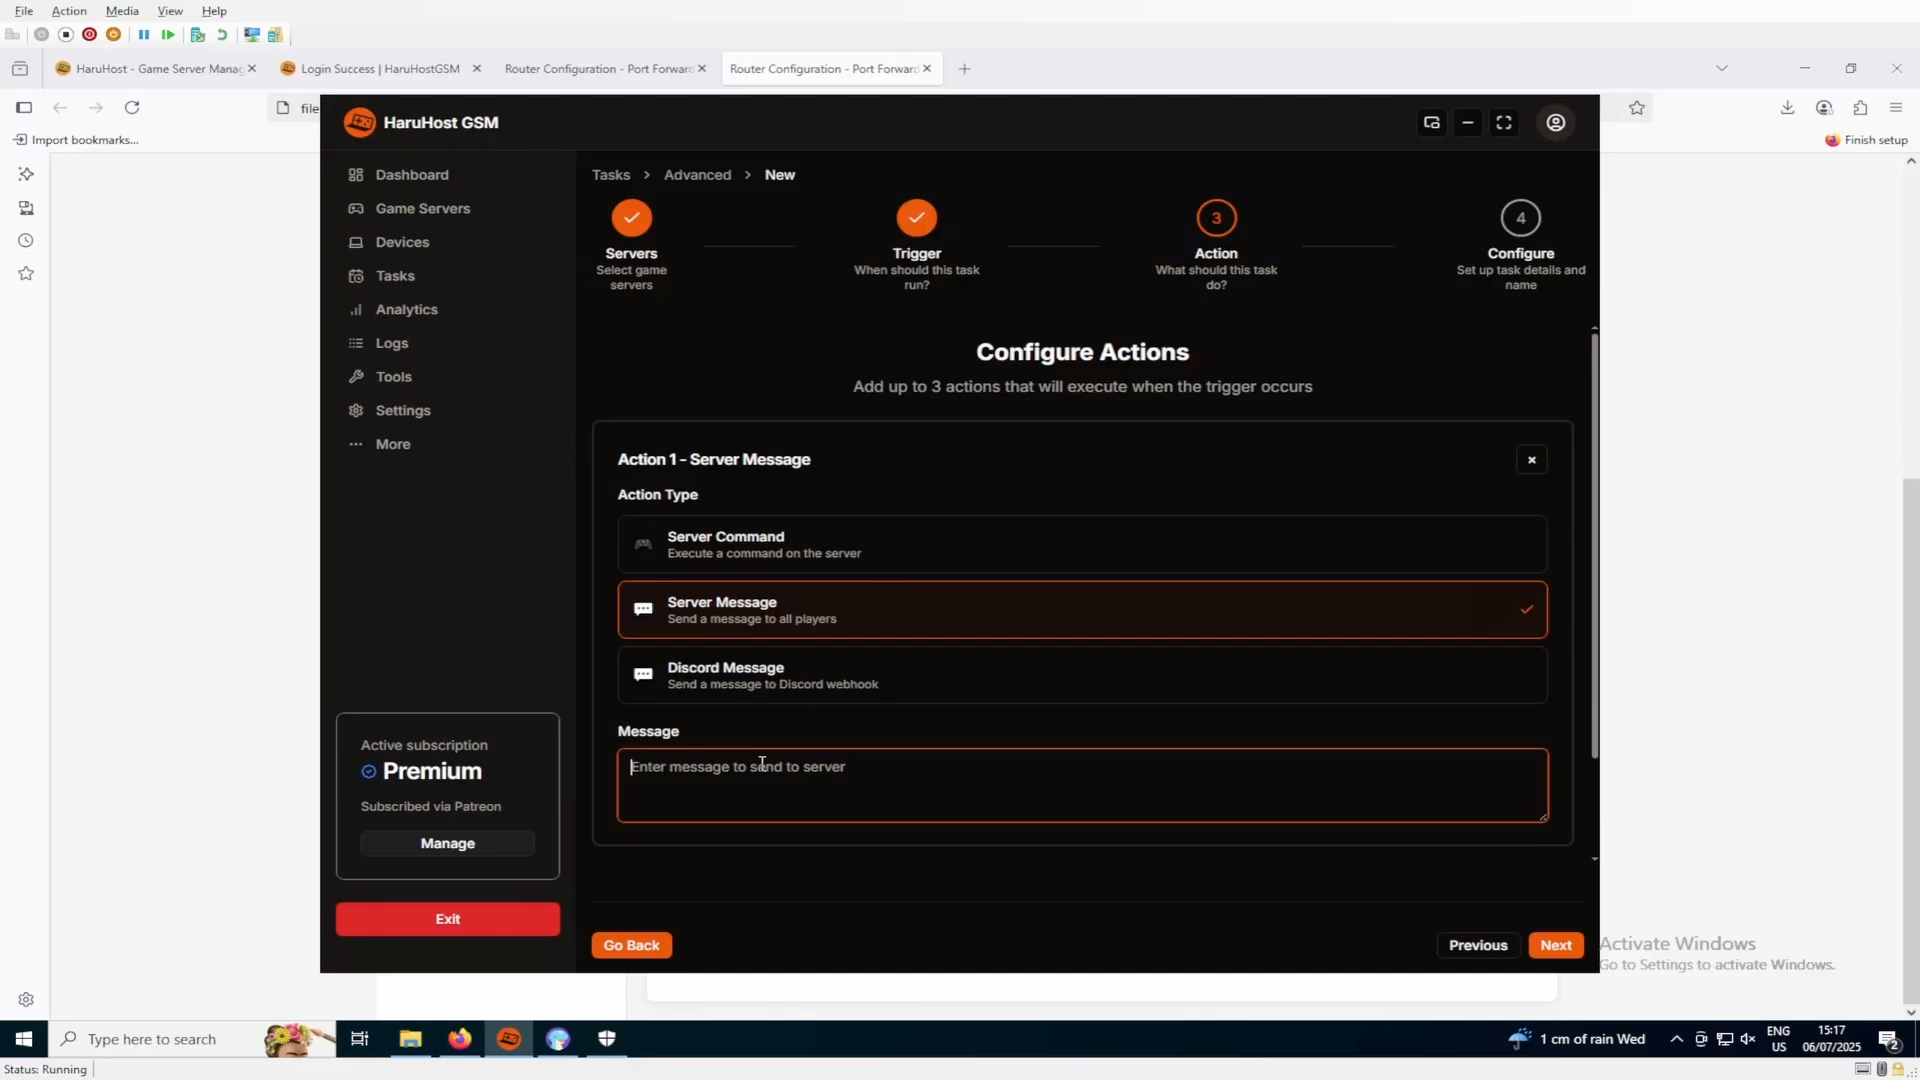 File Action Media View Help
HaruHost - Game Server Manag
Login Success | HaruHostGSM
Router Configuration - Port Forward
Router Configuration - Port Forward
file
Import bookmarks...
Finish setup
HaruHost GSM
Dashboard
Game Servers
Devices
Tasks
Analytics
Logs
Tools
Settings
More
Active subscription
Premium
Subscribed via Patreon
Manage
Exit
Tasks > Advanced > New
Servers
Select game
servers
Trigger
When should this task
run?
3
Action
What should this task
do?
4
Configure
Set up task details and
name
Configure Actions
Add up to 3 actions that will execute when the trigger occurs
Action 1 - Server Message
Action Type
Server Command
Execute a command on the server
Server Message
Send a message to all players
Discord Message
Send a message to Discord webhook
Message
Enter message to send to server
Go Back
Previous
Next
Activate Windows
Go to Settings to activate Windows.
Type here to search
1 cm of rain Wed
ENG
US
15:17
06/07/2025
2
Status: Running